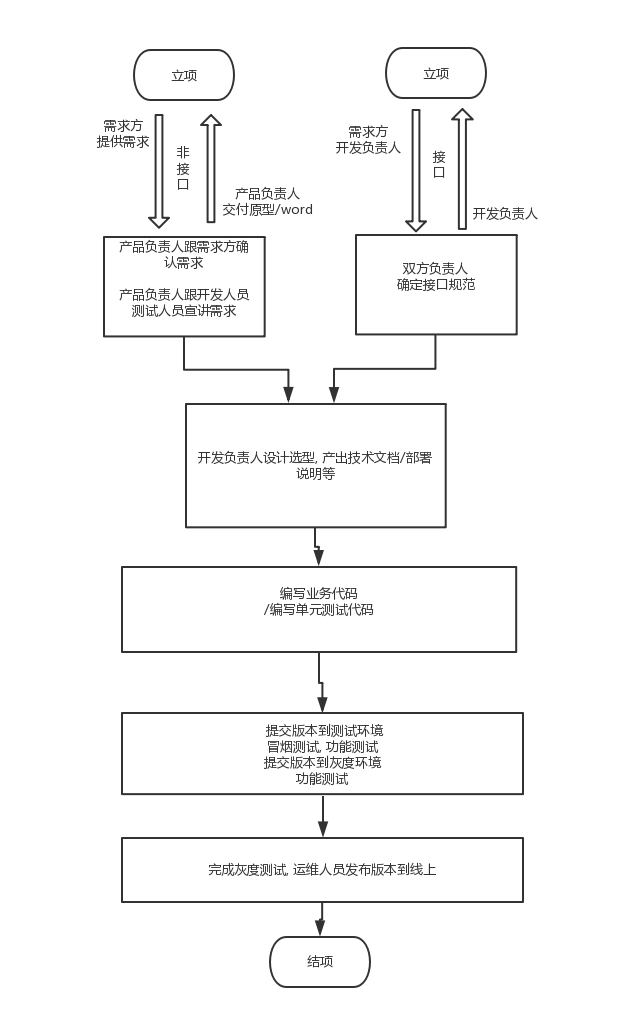 立项
立项
需求方
提供需求
非
接
口
产品负责人
交付原型/word
需求方
开发负责人
接
口
开发负责人
产品负责人跟需求方确
认需求
产品负责人跟开发人员
测试人员宣讲需求
双方负责人
确定接口规范
开发负责人设计选型, 产出技术文档/部署
说明等
编写业务代码
/编写单元测试代码
提交版本到测试环境
冒烟测试, 功能测试
提交版本到灰度环境
功能测试
完成灰度测试, 运维人员发布版本到线上
结项